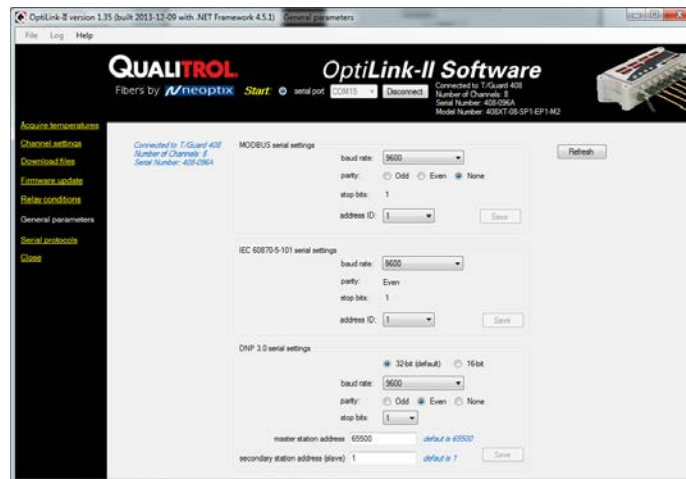 OptiLink-II version 1.35 (built 2013-12-09 with .NET Framework 4.5.1) General parameters
File Log Help
QUALITROL
Fibers by neoptix
OptiLink-II Software
Start: serial port COM15 Disconnect
Connected to T/Guard 408
Number of Channels: 8
Serial Number: 408-096A
Model Number: 408XT-08-SP1-EP1-M2
Acquire temperatures
Channel settings
Download files
Firmware update
Relay conditions
General parameters
Serial protocols
Close
Connected to T/Guard 408
Number of Channels: 8
Serial Number: 408-096A
Refresh
MODBUS serial settings
baud rate: 9600
parity: Odd Even None
stop bits: 1
address ID: 1 Save
IEC 60870-5-101 serial settings
baud rate: 9600
parity: Even
stop bits: 1
address ID: 1 Save
DNP 3.0 serial settings
32-bit (default) 16-bit
baud rate: 9600
parity: Odd Even None
stop bits: 1
master station address 65500 default is 65500
secondary station address (slave) 1 default is 1 Save